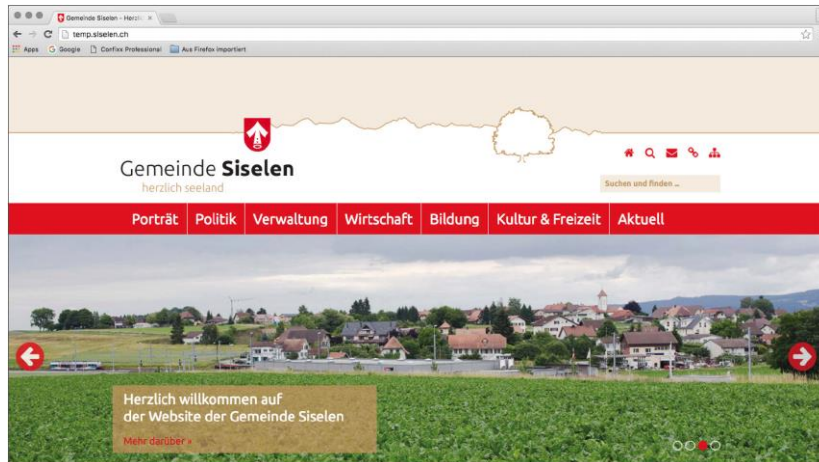 Gemeinde Siselen - Herzlic
temp.siselen.ch
Apps Google Confixx Professional Aus Firefox importiert
Gemeinde Siselen
herzlich seeland
Suchen und finden ...
Porträt Politik Verwaltung Wirtschaft Bildung Kultur & Freizeit Aktuell
Herzlich willkommen auf
der Website der Gemeinde Siselen
Mehr darüber »